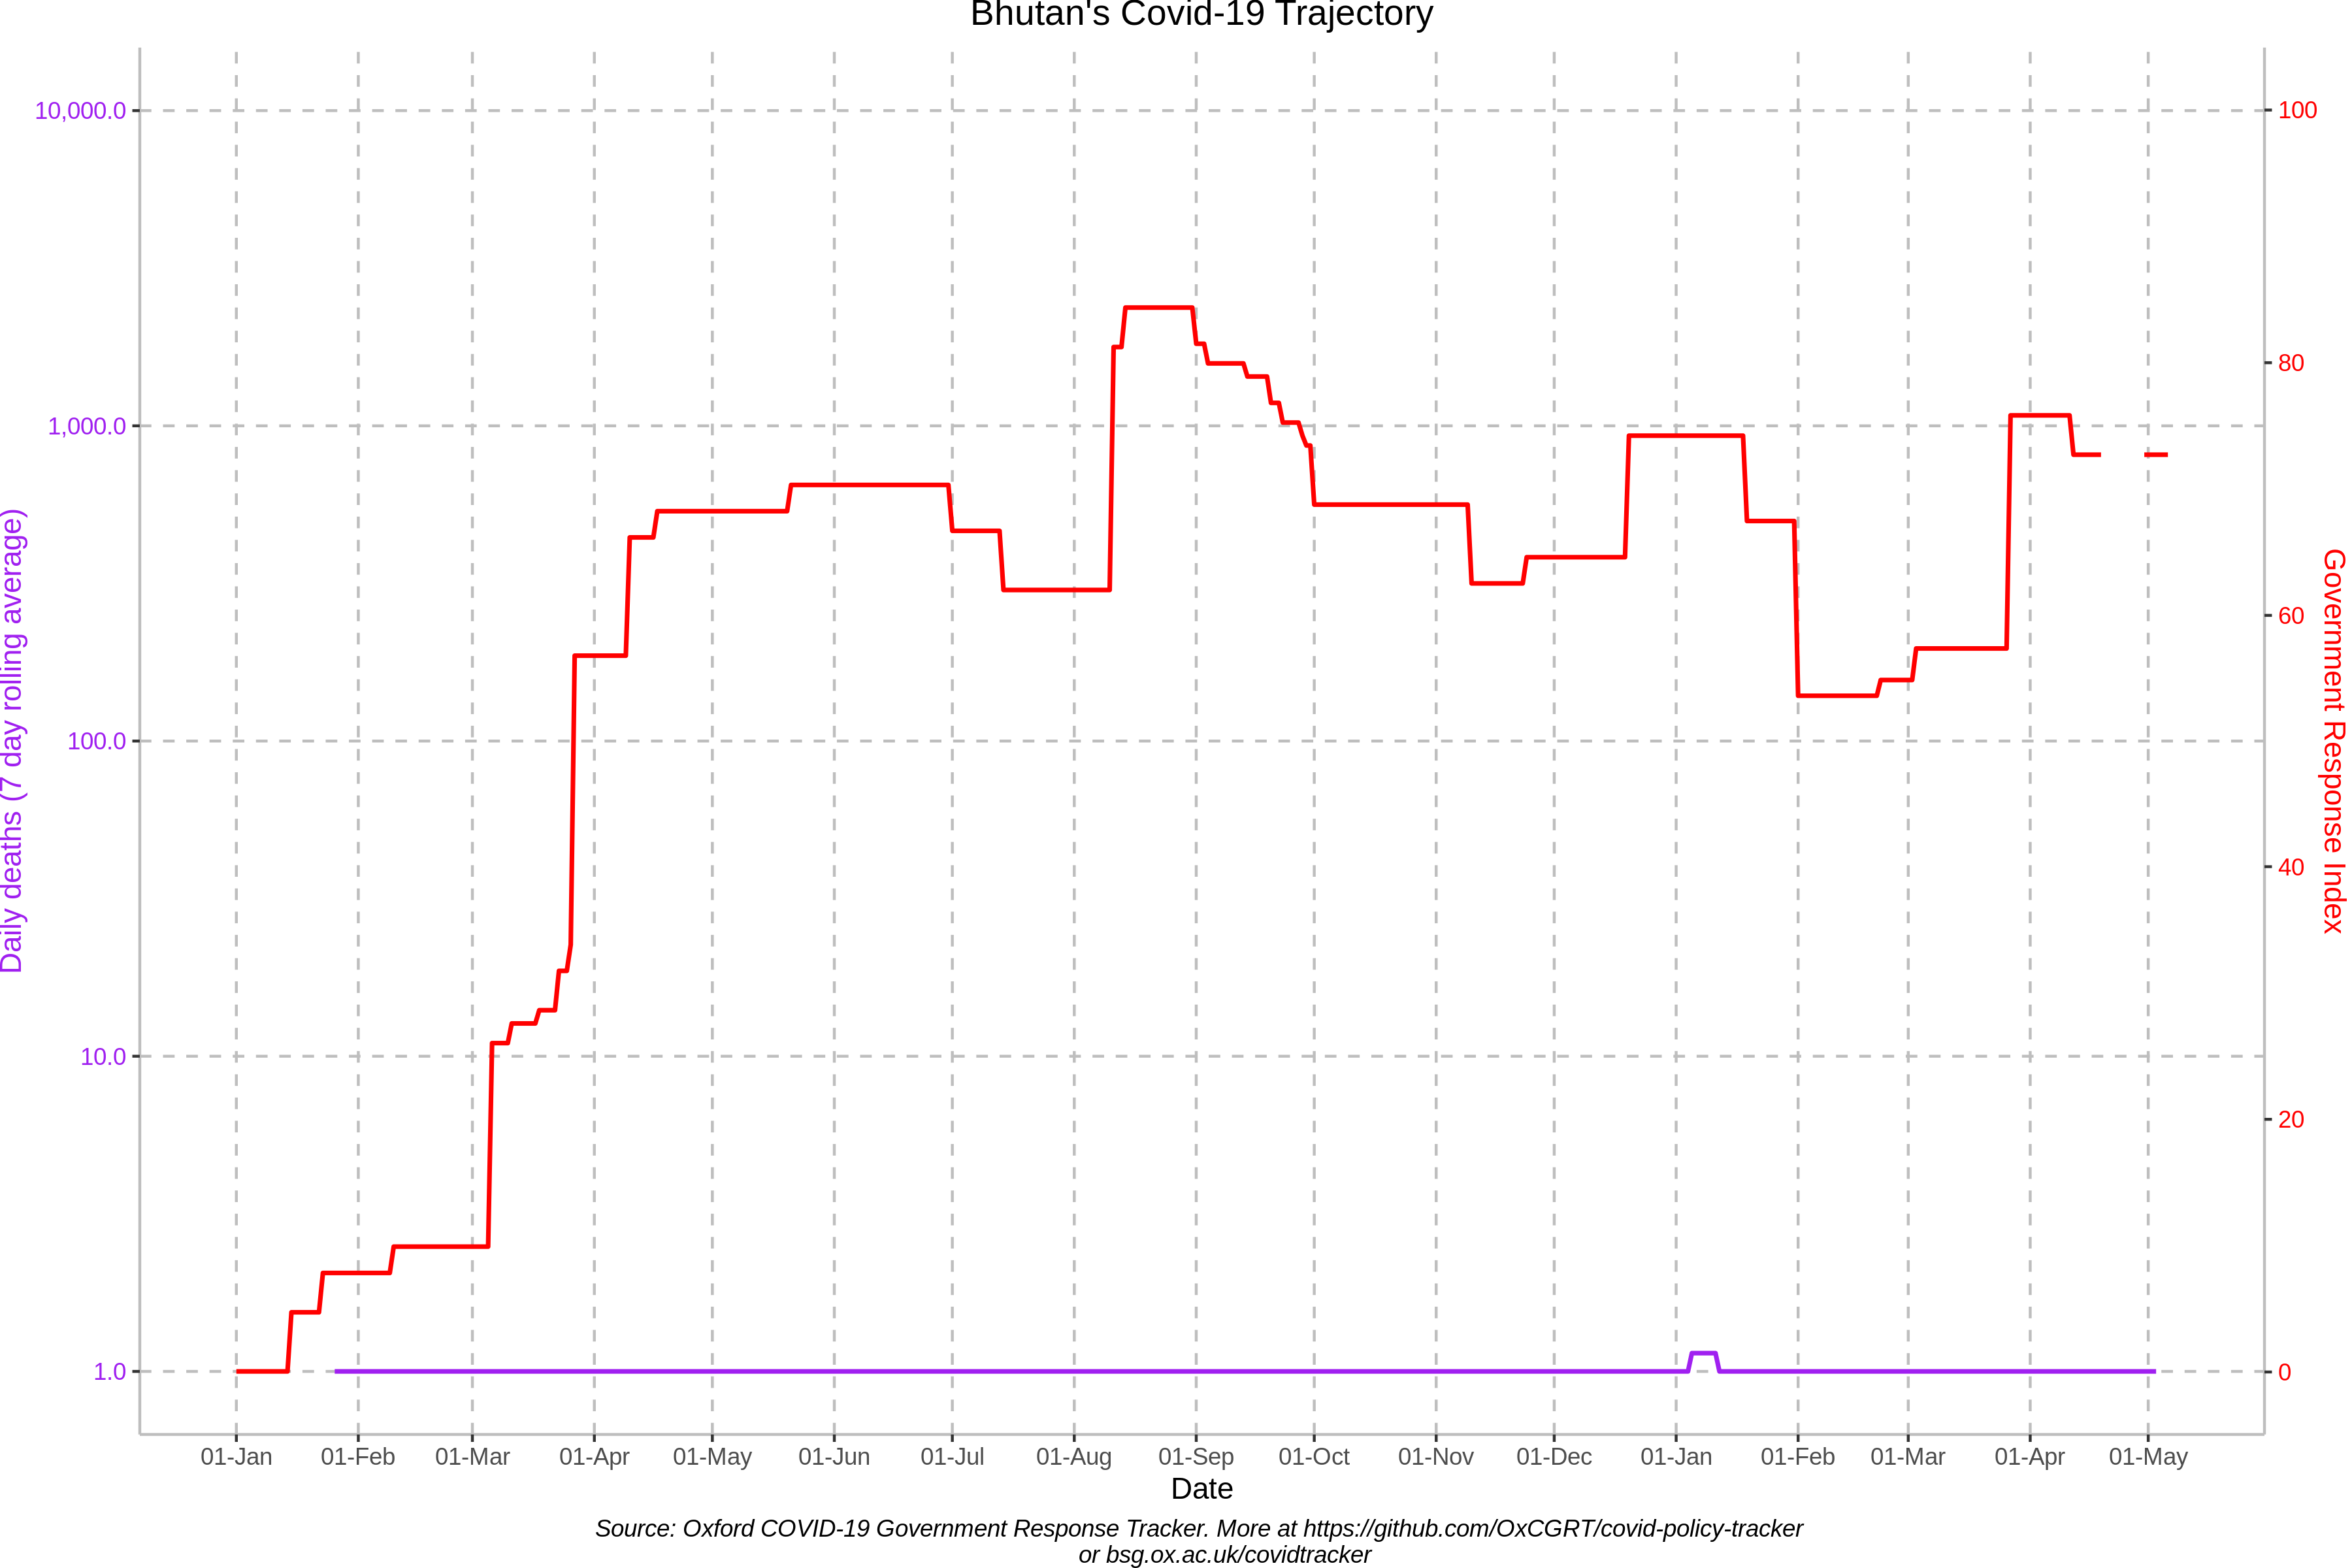 Bhutan's Covid-19 Trajectory
10,000.0
1,000.0
100.0
10.0
1.0
Daily deaths (7 day rolling average)
100
80
60
40
20
0
Government Response Index
01-Jan 01-Feb 01-Mar 01-Apr 01-May 01-Jun 01-Jul 01-Aug 01-Sep 01-Oct 01-Nov 01-Dec 01-Jan 01-Feb 01-Mar 01-Apr 01-May
Date
Source: Oxford COVID-19 Government Response Tracker. More at https://github.com/OxCGRT/covid-policy-tracker
or bsg.ox.ac.uk/covidtracker